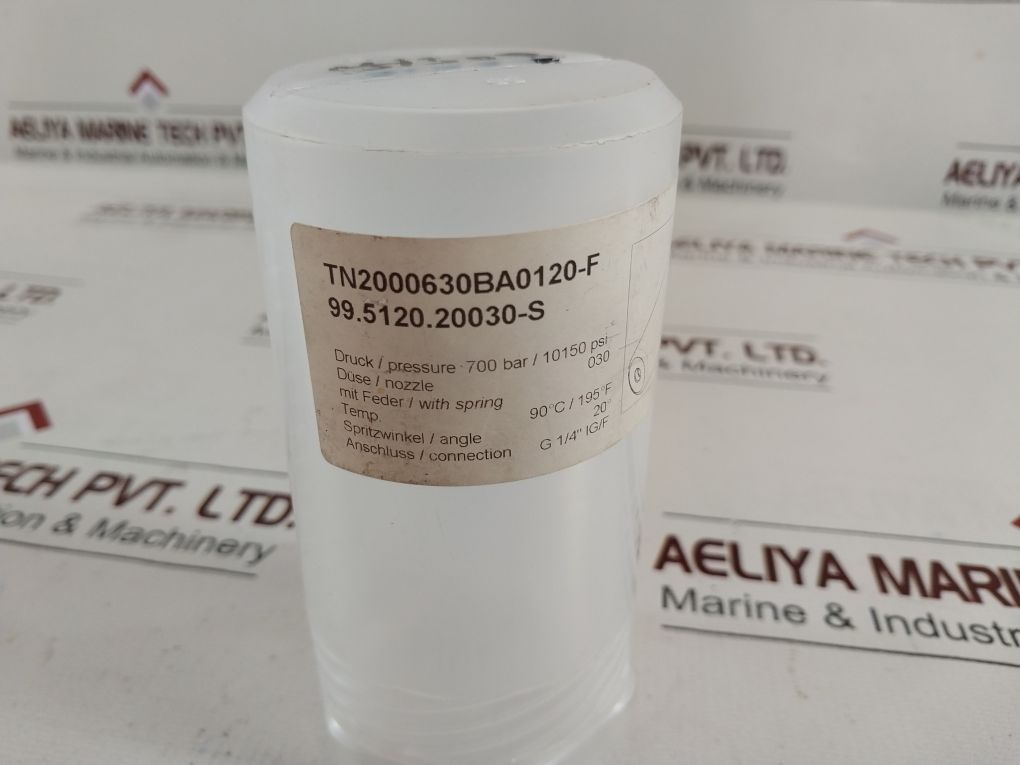 AELIYA MARINE TECH PVT
Marine & Industrial Automation & M
PVT. LTD.
& Machinery
AELIYA
Marine &
TN2000630BA0120-F
99.5120.20030-S
Druck / pressure 700 bar / 10150 psi
Düse / nozzle 030
mit Feder / with spring
Temp. 90°C / 195°F
Spritzwinkel / angle 20°
Anschluss / connection G 1/4" IG/F
LTD
PVT. LTD.
& Machinery
ECH PVT. LTD.
ion & Machinery
AELIYA MARI
Marine & Industr